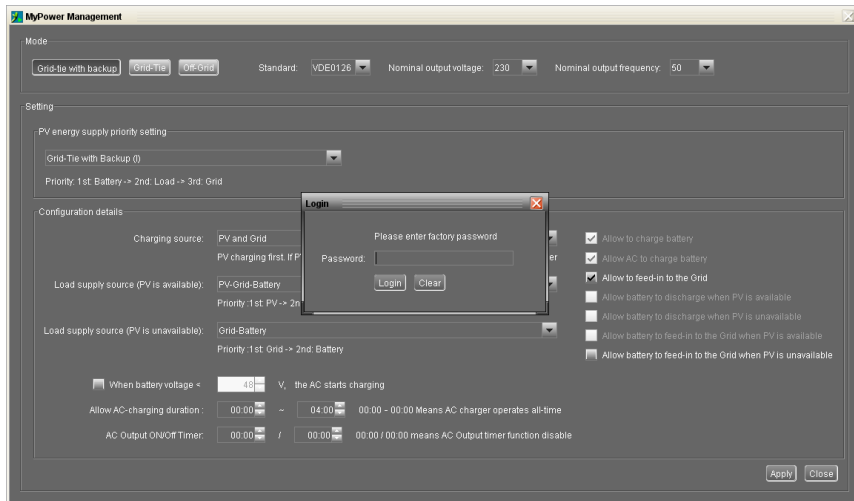 MyPower Management
Mode
Grid-tie with backup Grid-Tie Off-Grid Standard: VDE0126 Nominal output voltage: 230 Nominal output frequency: 50
Setting
PV energy supply priority setting
Grid-Tie with Backup (I)
Priority: 1st: Battery -> 2nd: Load -> 3rd: Grid
Login
Please enter factory password
Password:
Login Clear
Configuration details
Charging source: PV and Grid
PV charging first. If P
er
Load supply source (PV is available): PV-Grid-Battery
Priority :1st: PV -> 2n
Load supply source (PV is unavailable): Grid-Battery
Priority :1st: Grid -> 2nd: Battery
Allow to charge battery
Allow AC to charge battery
Allow to feed-in to the Grid
Allow battery to discharge when PV is available
Allow battery to discharge when PV is unavailable
Allow battery to feed-in to the Grid when PV is available
Allow battery to feed-in to the Grid when PV is unavailable
When battery voltage < 48 V, the AC starts charging
Allow AC-charging duration : 00:00 ~ 04:00 00:00 - 00:00 Means AC charger operates all-time
AC Output ON/Off Timer: 00:00 / 00:00 00:00 / 00:00 means AC Output timer function disable
Apply Close